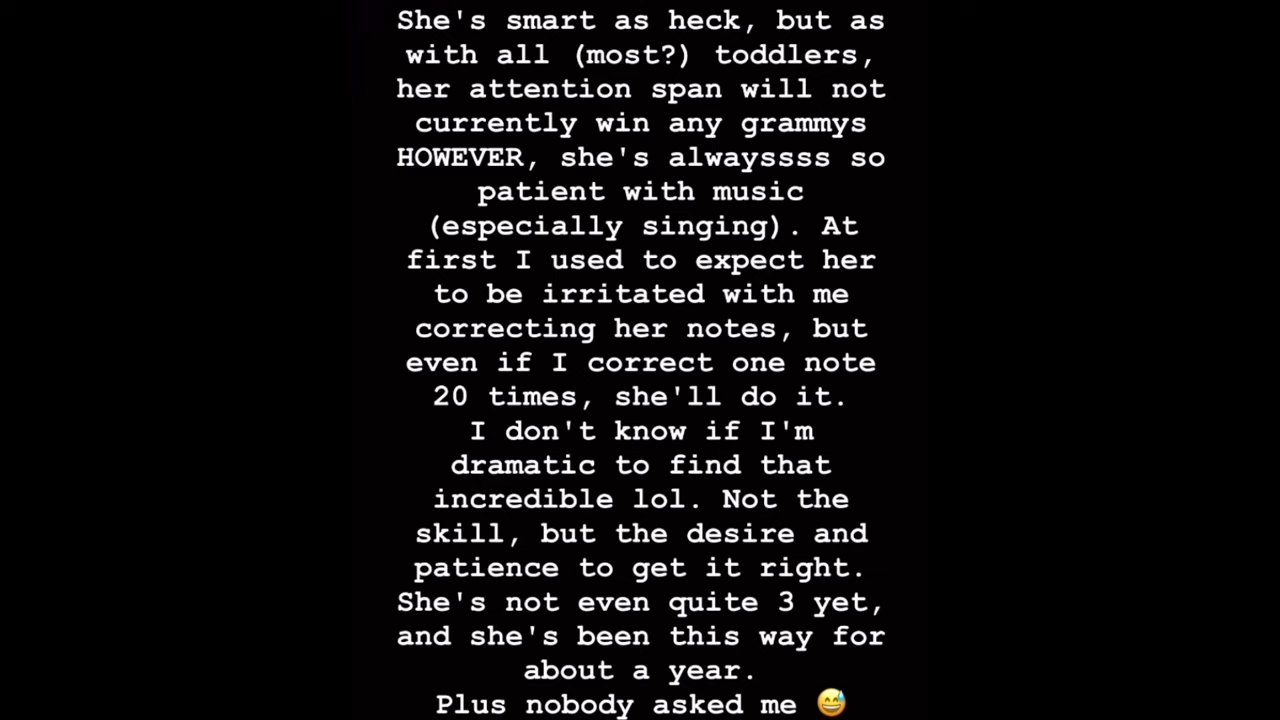 She's smart as heck, but as
with all (most?) toddlers,
her attention span will not
currently win any grammys
HOWEVER, she's alwayssss so
patient with music
(especially singing). At
first I used to expect her
to be irritated with me
correcting her notes, but
even if I correct one note
20 times, she'll do it.
I don't know if I'm
dramatic to find that
incredible lol. Not the
skill, but the desire and
patience to get it right.
She's not even quite 3 yet,
and she's been this way for
about a year.
Plus nobody asked me 😅